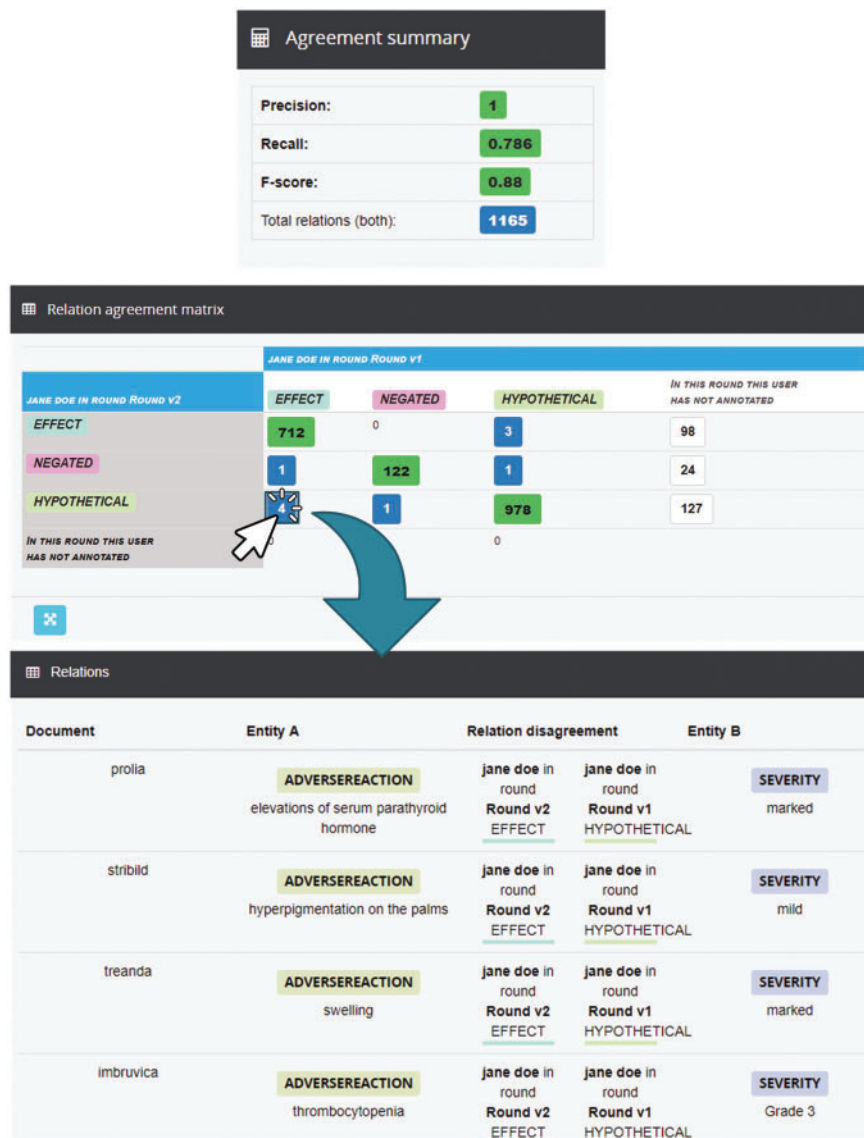 Agreement summary
Precision: 1
Recall: 0.786
F-score: 0.88
Total relations (both): 1165
Relation agreement matrix
JANE DOE IN ROUND ROUND V1
JANE DOE IN ROUND ROUND V2 EFFECT NEGATED HYPOTHETICAL IN THIS ROUND THIS USER HAS NOT ANNOTATED
EFFECT 712 0 3 98
NEGATED 1 122 1 24
HYPOTHETICAL 4 1 978 127
IN THIS ROUND THIS USER HAS NOT ANNOTATED 0 0
Relations
Document Entity A Relation disagreement Entity B
prolia ADVERSEREACTION jane doe in jane doe in SEVERITY
elevations of serum parathyroid round round marked
hormone Round v2 Round v1
EFFECT HYPOTHETICAL
stribild ADVERSEREACTION jane doe in jane doe in SEVERITY
hyperpigmentation on the palms round round mild
Round v2 Round v1
EFFECT HYPOTHETICAL
treanda ADVERSEREACTION jane doe in jane doe in SEVERITY
swelling round round marked
Round v2 Round v1
EFFECT HYPOTHETICAL
imbruvica ADVERSEREACTION jane doe in jane doe in SEVERITY
thrombocytopenia round round Grade 3
Round v2 Round v1
EFFECT HYPOTHETICAL